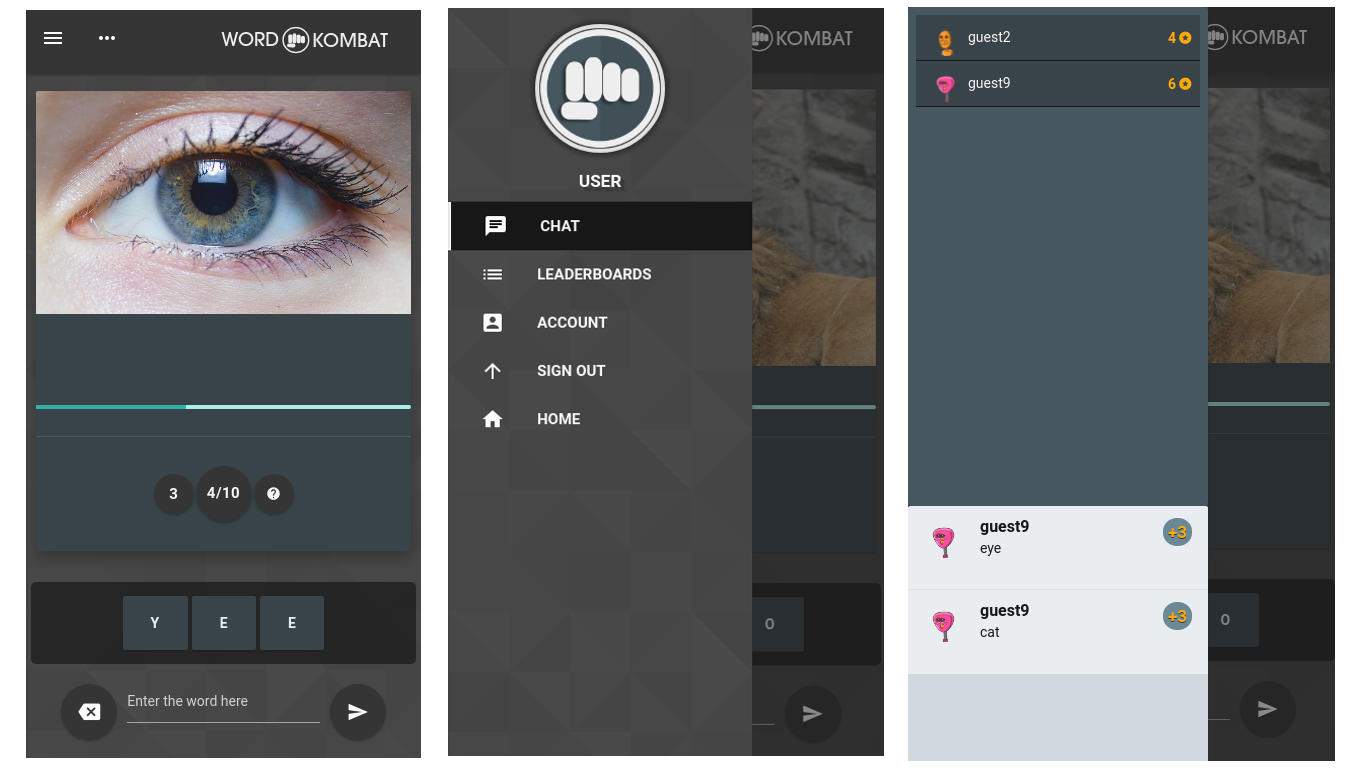 WORD KOMBAT
3
4/10
Y
E
E
Enter the word here
KOMBAT
USER
CHAT
LEADERBOARDS
ACCOUNT
SIGN OUT
HOME
O
KOMBAT
guest2
4
guest9
6
guest9
+3
eye
guest9
+3
cat
O